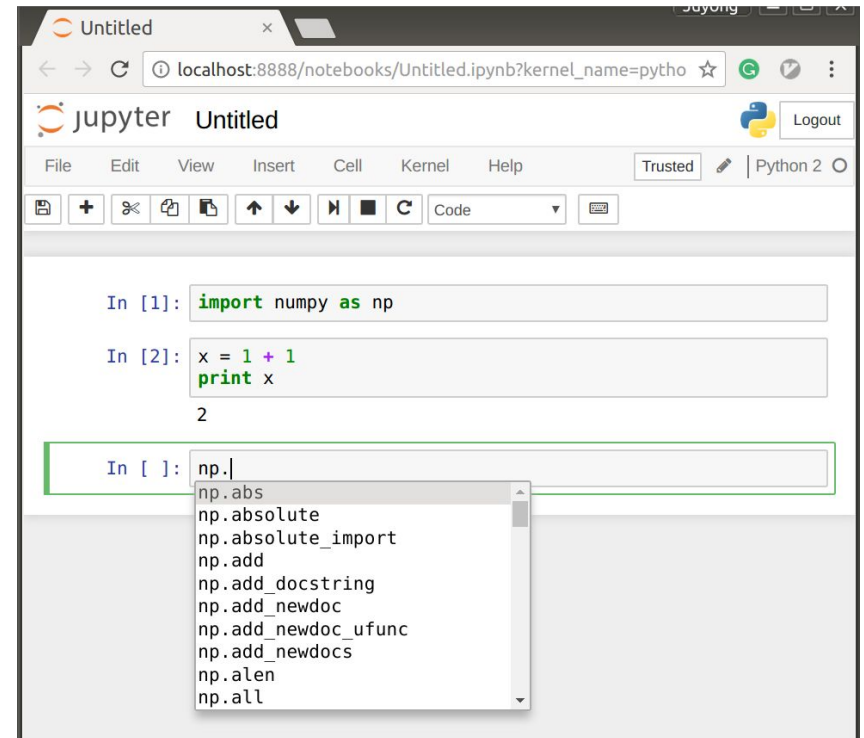 Juyong
Untitled ×
localhost:8888/notebooks/Untitled.ipynb?kernel_name=pytho
jupyter Untitled Logout
File Edit View Insert Cell Kernel Help Trusted Python 2
Code
In [1]: import numpy as np
In [2]: x = 1 + 1
print x
2
In [ ]: np.
np.abs
np.absolute
np.absolute_import
np.add
np.add_docstring
np.add_newdoc
np.add_newdoc_ufunc
np.add_newdocs
np.alen
np.all